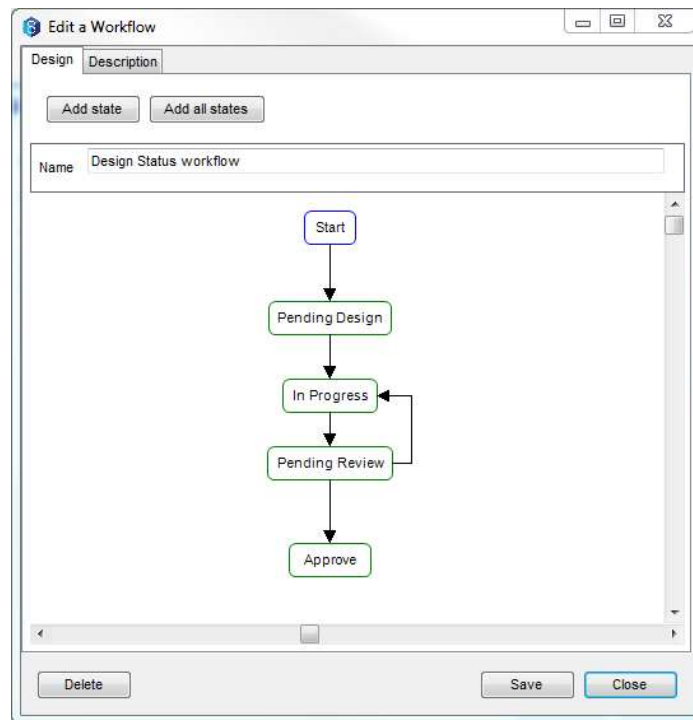 Edit a Workflow
Design Description
Add state Add all states
Name Design Status workflow
Start
Pending Design
In Progress
Pending Review
Approve
Delete Save Close